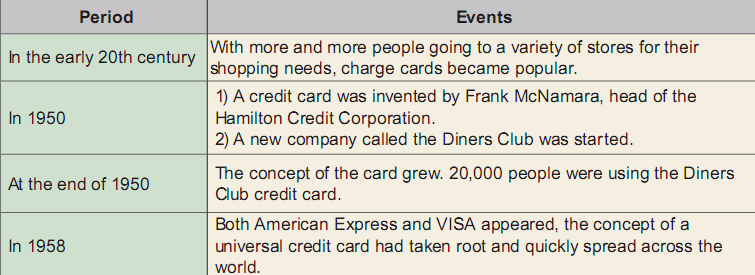 Period
Events
In the early 20th century
With more and more people going to a variety of stores for their
shopping needs, charge cards became popular.
In 1950
1) A credit card was invented by Frank McNamara, head of the
Hamilton Credit Corporation.
2) A new company called the Diners Club was started.
At the end of 1950
The concept of the card grew. 20,000 people were using the Diners
Club credit card.
In 1958
Both American Express and VISA appeared, the concept of a
universal credit card had taken root and quickly spread across the
world.